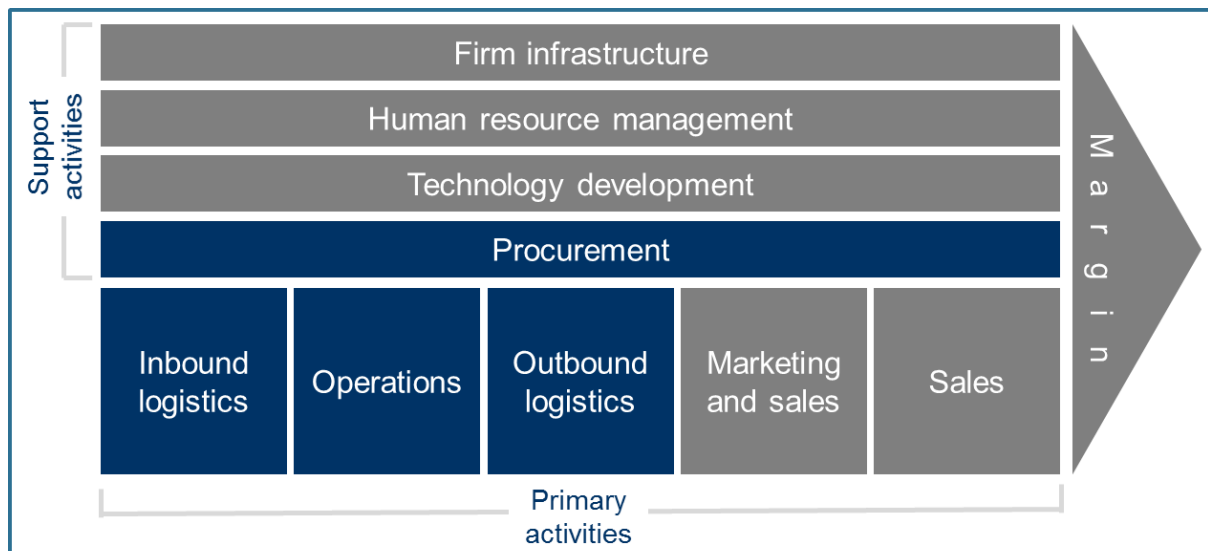 Support
activities
Firm infrastructure
Human resource management
Technology development
Procurement
Inbound
logistics
Operations
Outbound
logistics
Marketing
and sales
Sales
Margin
Primary
activities